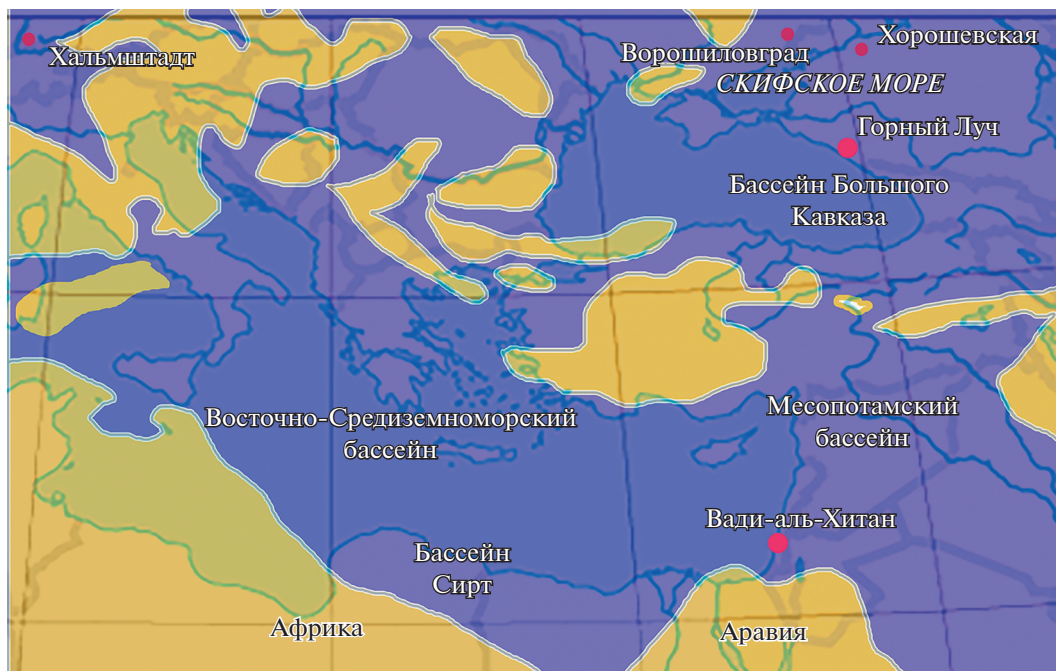 Хальмштадт
Ворошиловград
Хорошевская
СКИФСКОЕ МОРЕ
Горный Луч
Бассейн Большого
Кавказа
Восточно-Средиземноморский
бассейн
Месопотамский
бассейн
Вади-аль-Хитан
Бассейн
Сирт
Африка
Аравия